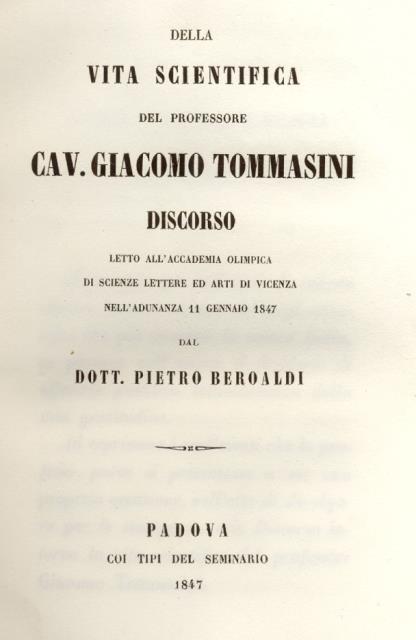 DELLA
VITA SCIENTIFICA
DEL PROFESSORE
CAV. GIACOMO TOMMASINI
DISCORSO
LETTO ALL'ACCADEMIA OLIMPICA
DI SCIENZE LETTERE ED ARTI DI VICENZA
NELL'ADUNANZA 11 GENNAIO 1847
DAL
DOTT. PIETRO BEROALDI
PADOVA
COI TIPI DEL SEMINARIO
1847